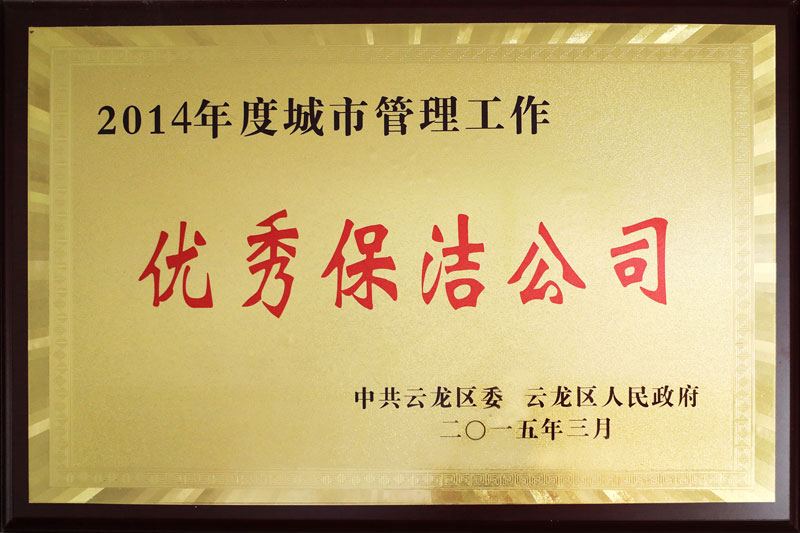 2014年度城市管理工作
优秀保洁公司
中共云龙区委 云龙区人民政府
二〇一五年三月